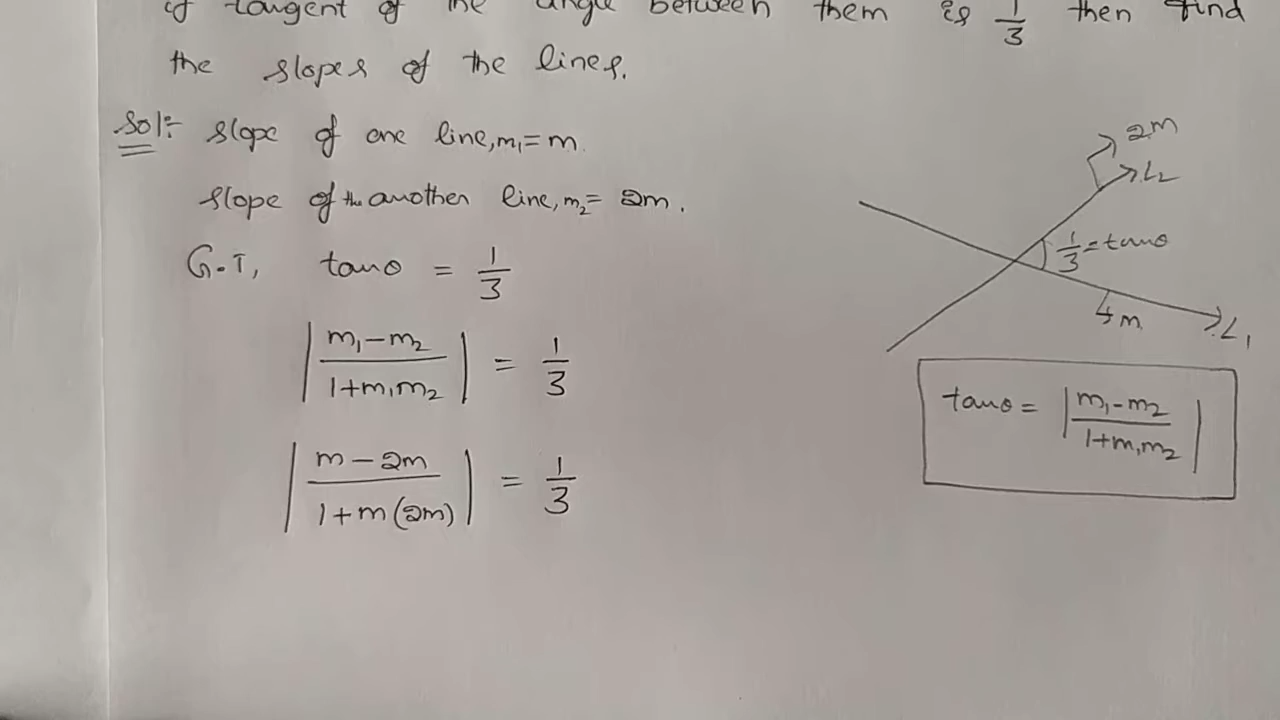 if tangent of the angle between them is 1/3 then find
the slopes of the lines.
Sol:- slope of one line, m₁ = m.
slope of the another line, m₂ = 2m.
G.T, tanθ = 1/3
|m₁-m₂ / 1+m₁m₂| = 1/3
|m-2m / 1+m(2m)| = 1/3
2m
L₂
1/3 = tanθ
m
L₁
tanθ = |m₁-m₂ / 1+m₁m₂|